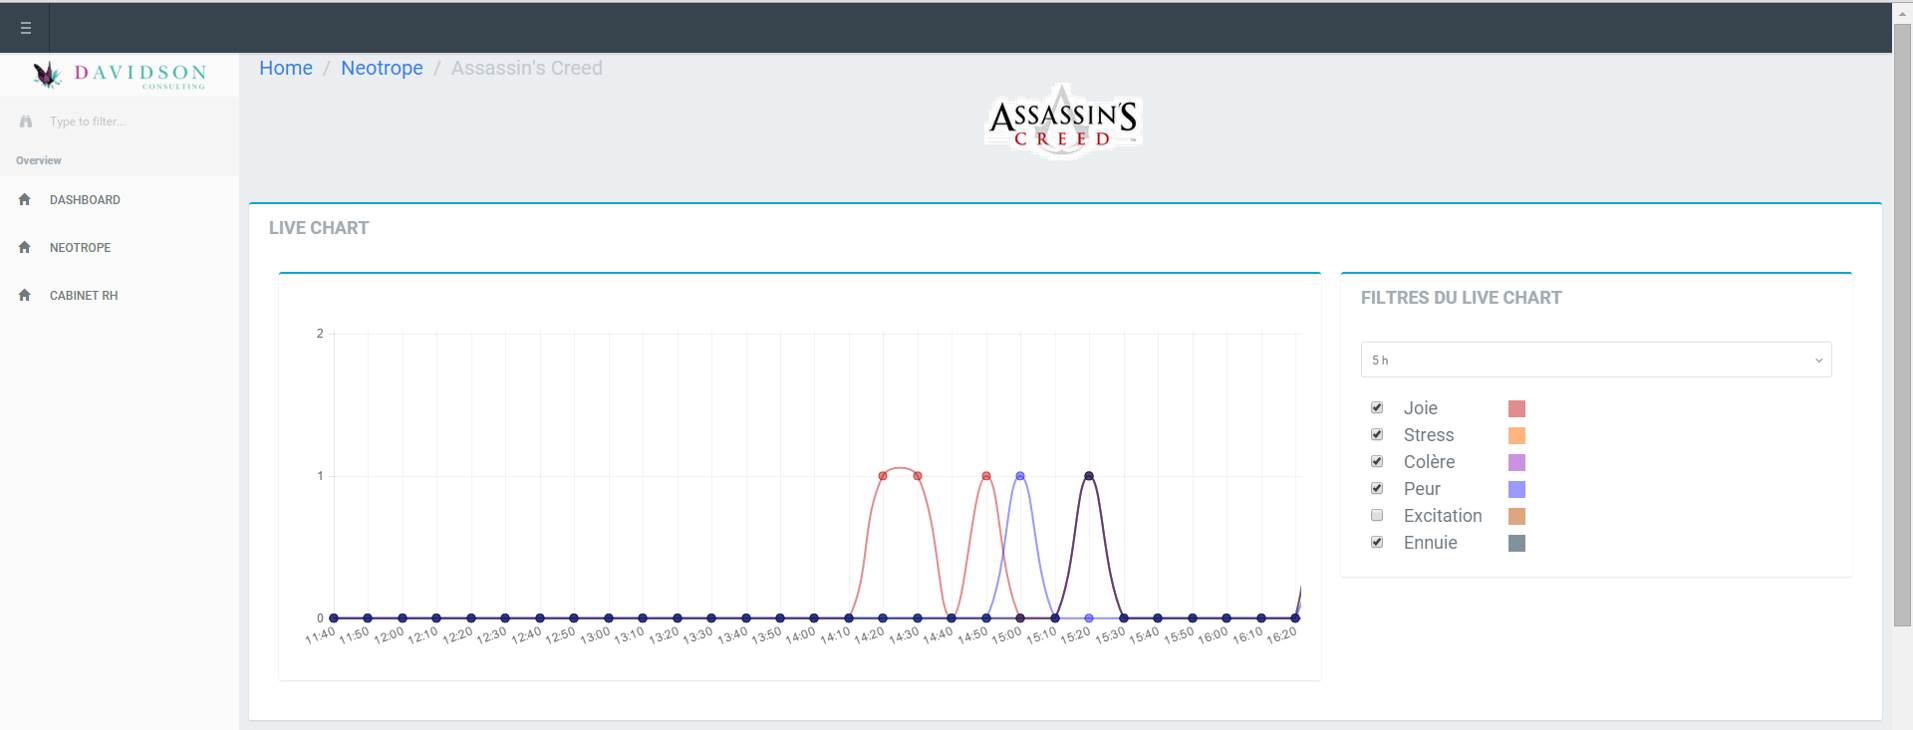 DAVIDSON
CONSULTING
Type to filter...
Overview
DASHBOARD
NEOTROPE
CABINET RH
Home / Neotrope / Assassin's Creed
ASSASSIN'S
CREED
LIVE CHART
2
1
0
11:40 11:50 12:00 12:10 12:20 12:30 12:40 12:50 13:00 13:10 13:20 13:30 13:40 13:50 14:00 14:10 14:20 14:30 14:40 14:50 15:00 15:10 15:20 15:30 15:40 15:50 16:00 16:10 16:20
FILTRES DU LIVE CHART
5 h
Joie
Stress
Colère
Peur
Excitation
Ennuie